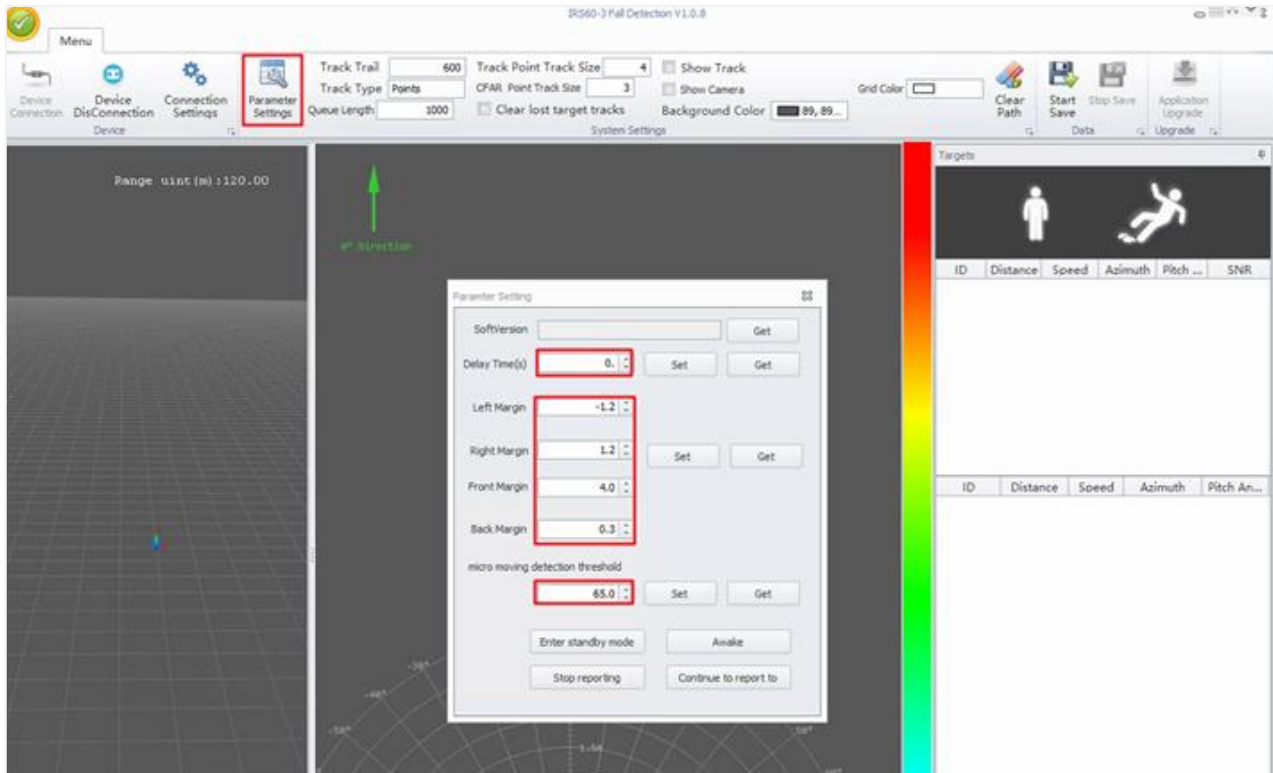 IRS60-3 Fall Detection V1.0.8
Menu
Device Connection
Device DisConnection
Connection Settings
Parameter Settings
Track Trail 600
Track Type Points
Queue Length 1000
Track Point Track Size 4
CFAR Point Track Size 3
Clear lost target tracks
Show Track
Show Camera
Background Color 89, 89...
Grid Color
Clear Path
Start Save
Stop Save
Application Upgrade
Device
System Settings
Data
Upgrade
Range uint(m):120.00
0° Direction
Targets
ID Distance Speed Azimuth Pitch ... SNR
ID Distance Speed Azimuth Pitch An...
Paramter Setting
SoftVersion Get
Delay Time(s) 0. Set Get
Left Margin -1.2
Right Margin 1.2 Set Get
Front Margin 4.0
Back Margin 0.3
micro moving detection threshold
65.0 Set Get
Enter standby mode Awake
Stop reporting Continue to report to
-30°
-50° 50°